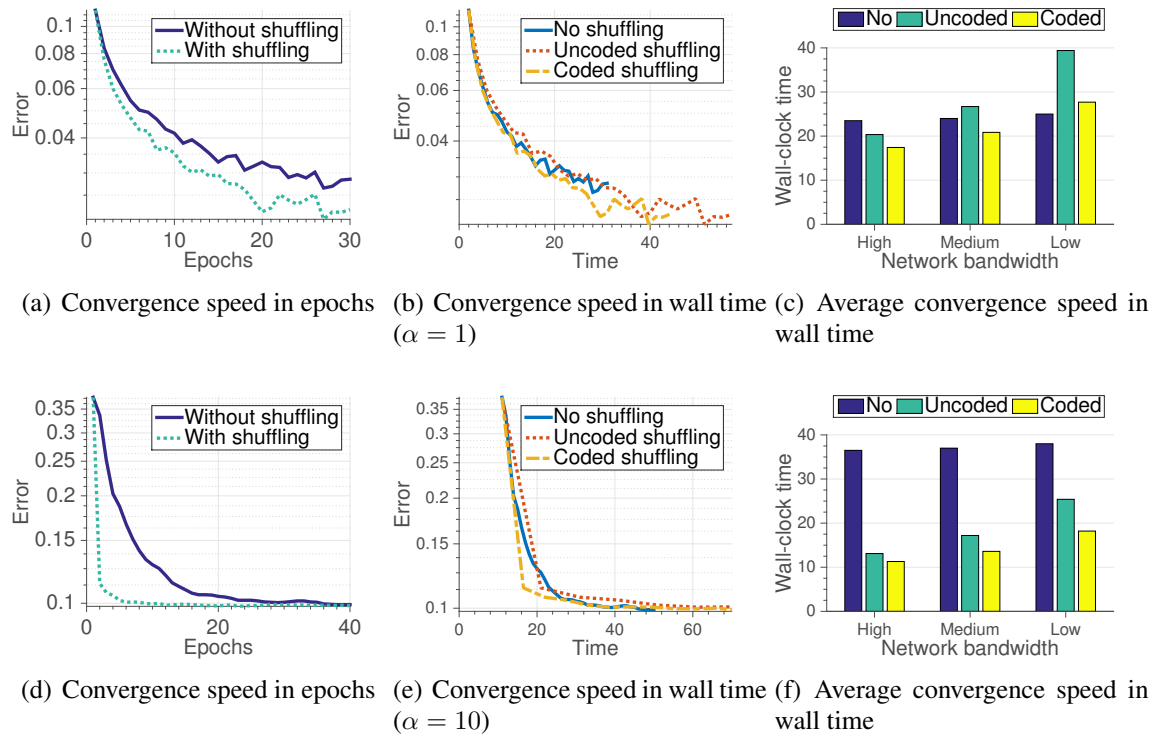 0.1
0.08
0.06
0.04
Error
Without shuffling
With shuffling
0
10
20
30
Epochs
(a) Convergence speed in epochs
0.1
0.08
0.06
0.04
Error
No shuffling
Uncoded shuffling
Coded shuffling
0
20
40
Time
(b) Convergence speed in wall time
(α = 1)
No Uncoded Coded
40
30
20
10
0
Wall-clock time
High Medium Low
Network bandwidth
(c) Average convergence speed in
wall time
0.35
0.3
0.25
0.2
0.15
0.1
Error
Without shuffling
With shuffling
0
20
40
Epochs
(d) Convergence speed in epochs
0.35
0.3
0.25
0.2
0.15
0.1
Error
No shuffling
Uncoded shuffling
Coded shuffling
0
20
40
60
Time
(e) Convergence speed in wall time
(α = 10)
No Uncoded Coded
40
30
20
10
0
Wall-clock time
High Medium Low
Network bandwidth
(f) Average convergence speed in
wall time